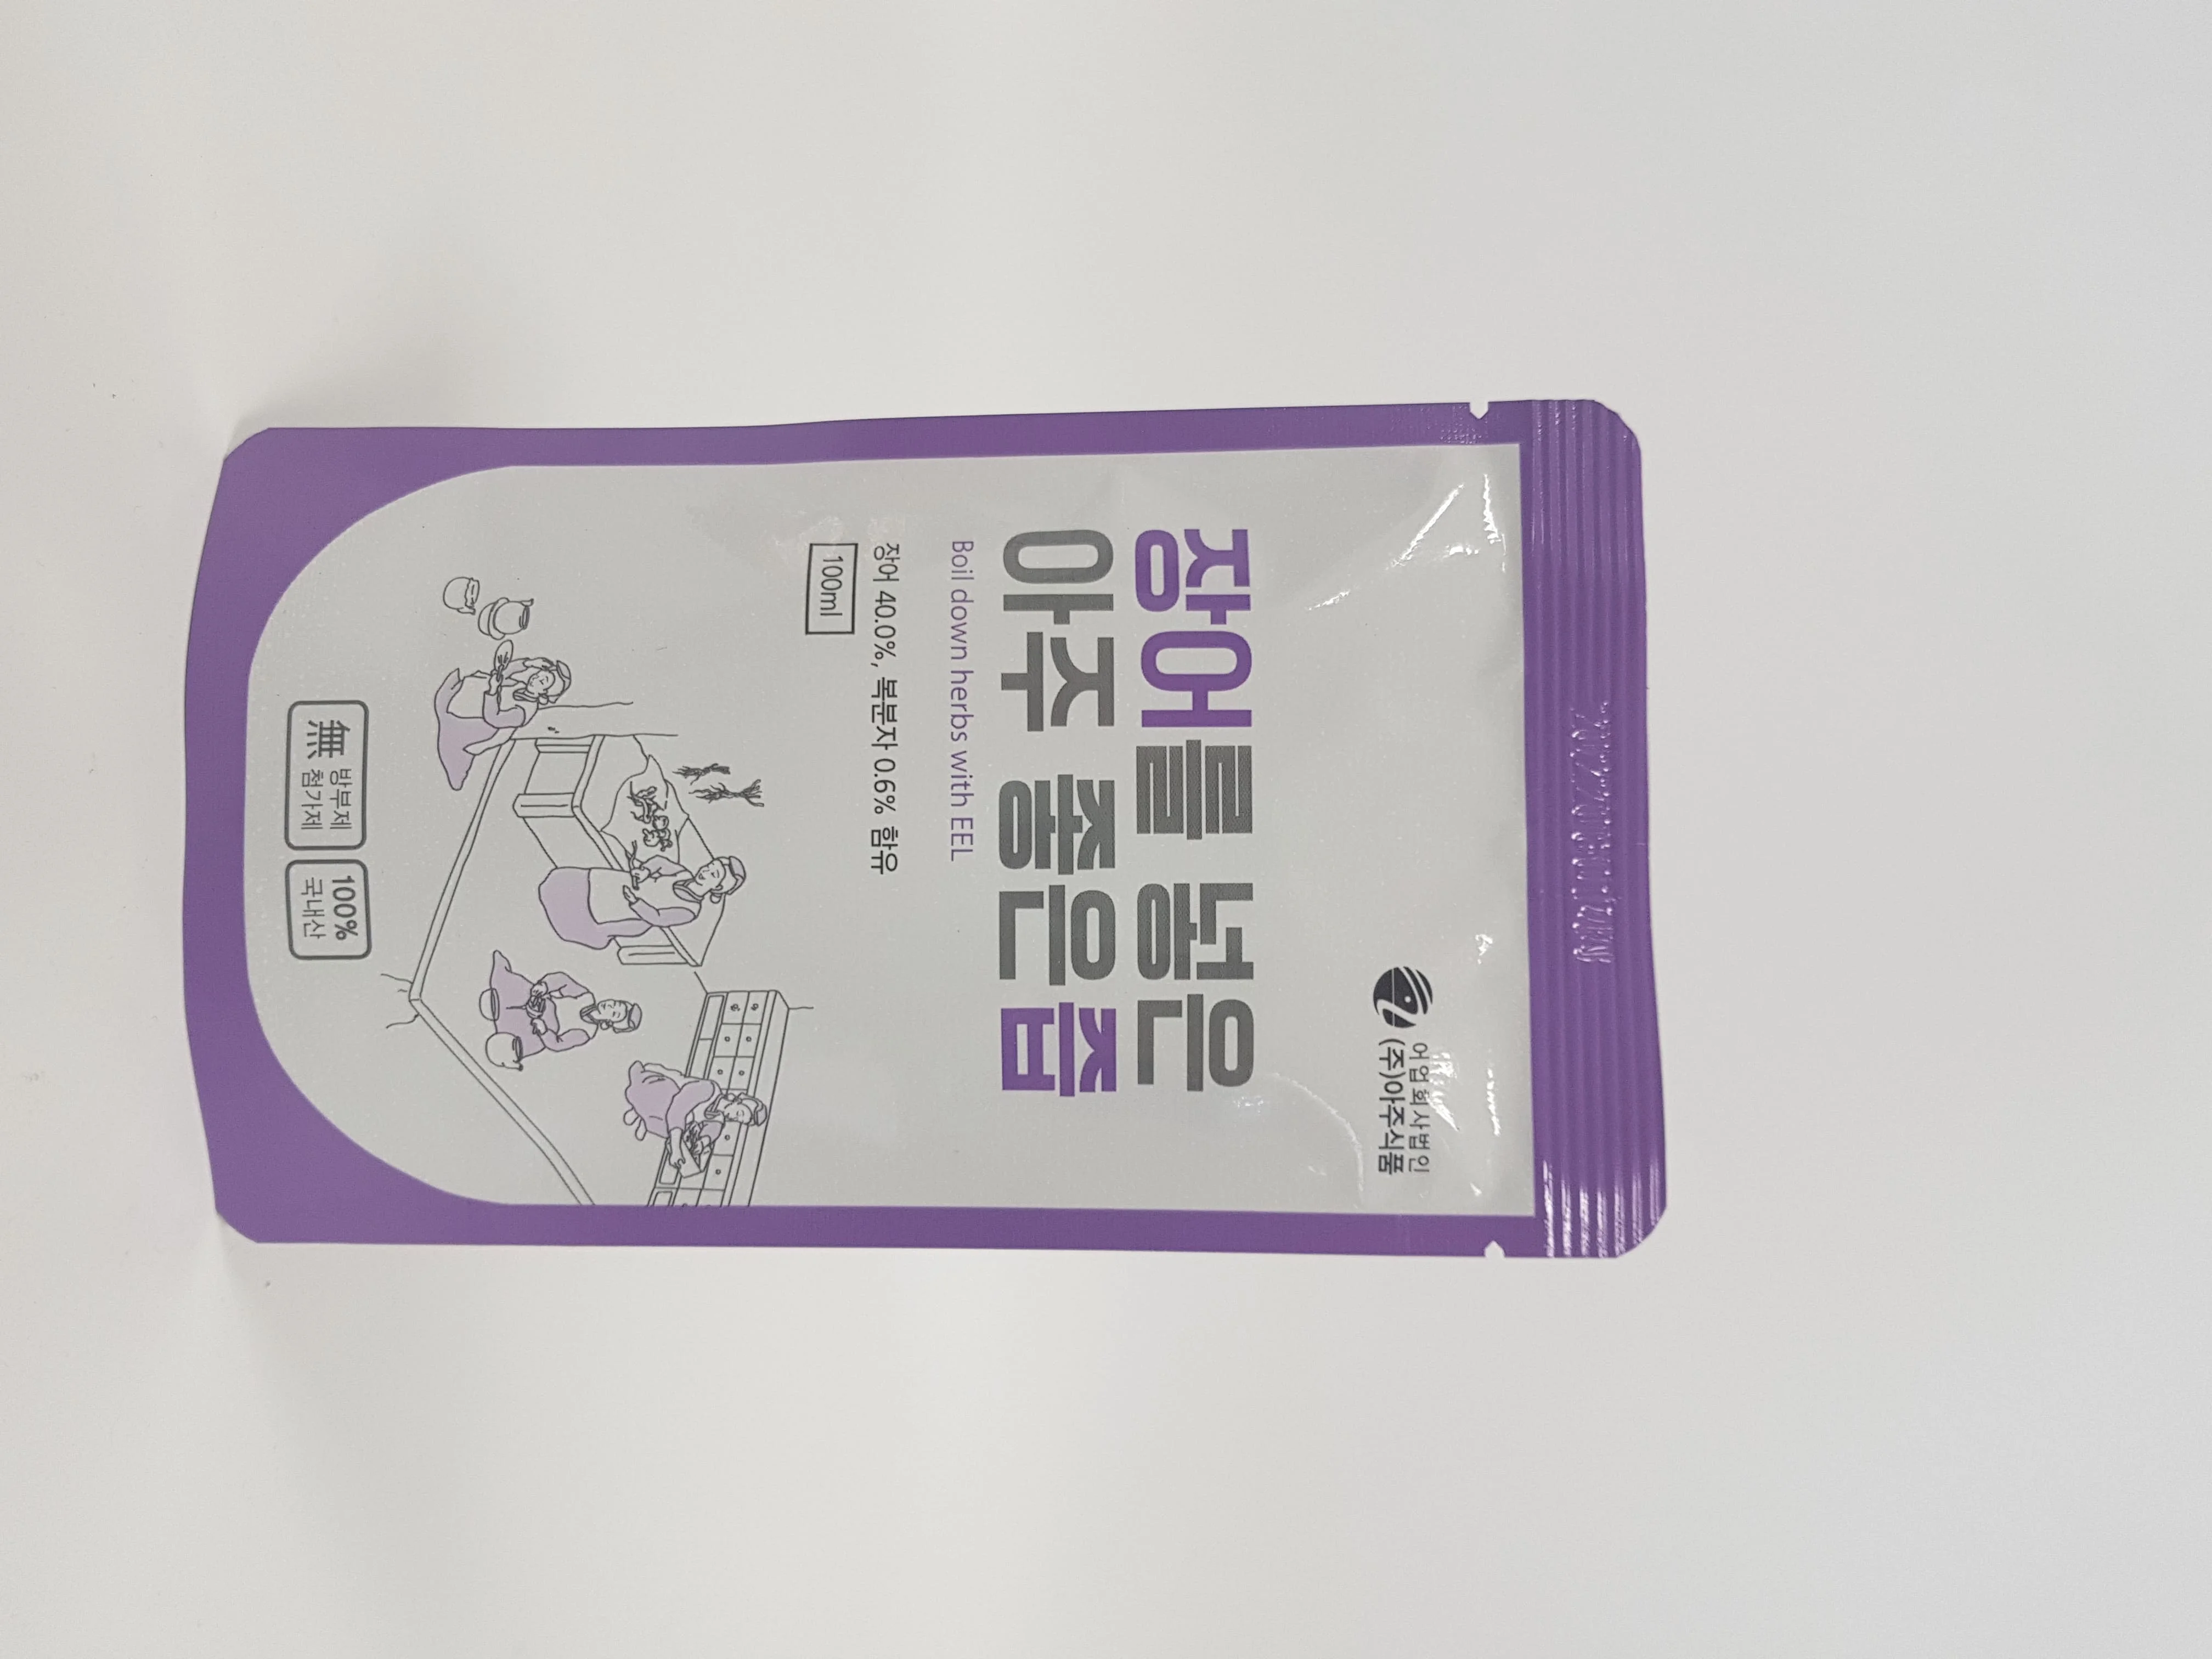 어업회사법인
(주)아주식품
장어를 넣은
아주 좋은 즙
Boil down herbs with EEL
장어 40.0%, 복분자 0.6% 함유
100ml
無 방부제
첨가제
100%
국내산